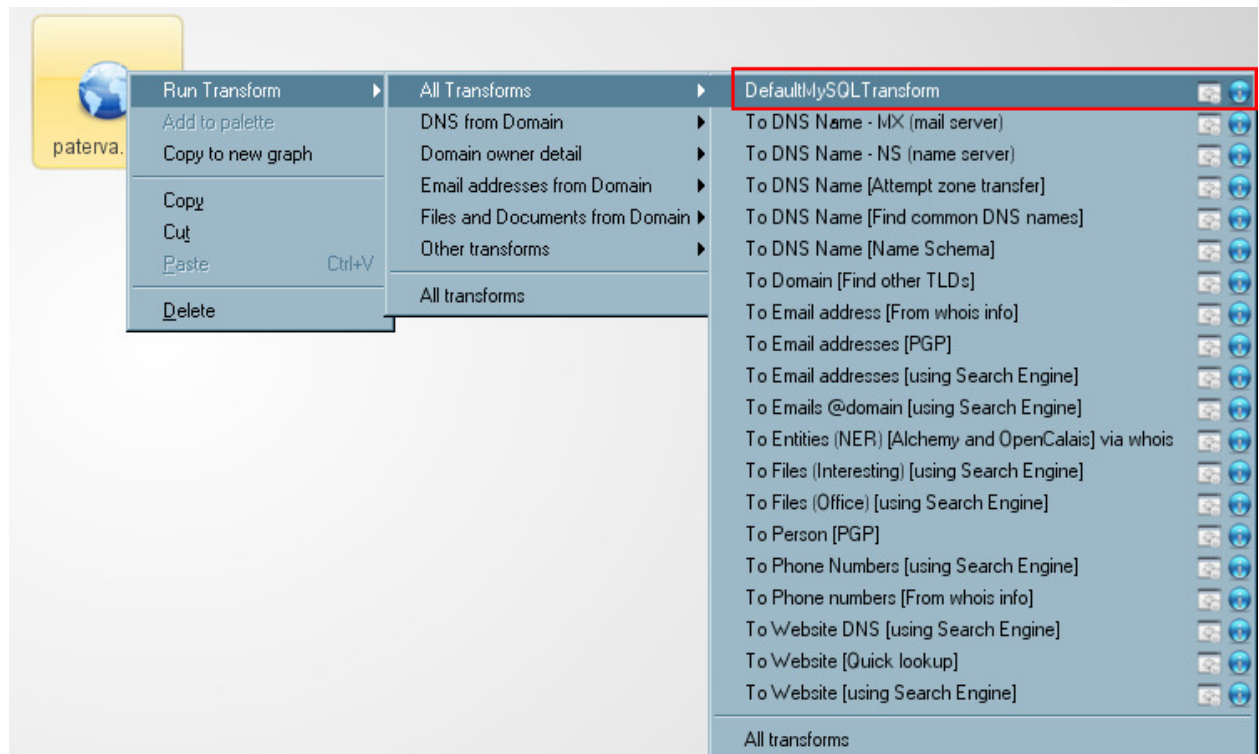 paterva.
Run Transform
Add to palette
Copy to new graph
Copy
Cut
Paste Ctrl+V
Delete
All Transforms
DNS from Domain
Domain owner detail
Email addresses from Domain
Files and Documents from Domain
Other transforms
All transforms
DefaultMySQLTransform
To DNS Name - MX (mail server)
To DNS Name - NS (name server)
To DNS Name [Attempt zone transfer]
To DNS Name [Find common DNS names]
To DNS Name [Name Schema]
To Domain [Find other TLDs]
To Email address [From whois info]
To Email addresses [PGP]
To Email addresses [using Search Engine]
To Emails @domain [using Search Engine]
To Entities (NER) [Alchemy and OpenCalais] via whois
To Files (Interesting) [using Search Engine]
To Files (Office) [using Search Engine]
To Person [PGP]
To Phone Numbers [using Search Engine]
To Phone numbers [From whois info]
To Website DNS [using Search Engine]
To Website [Quick lookup]
To Website [using Search Engine]
All transforms